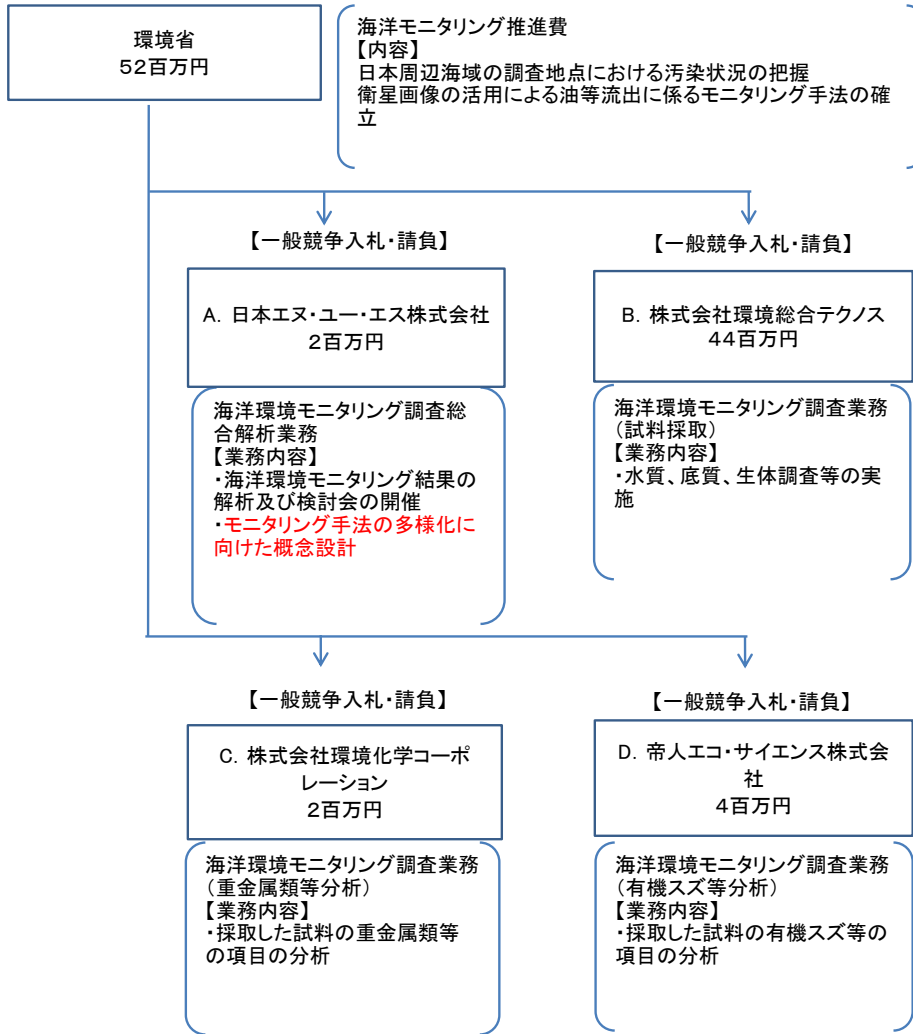 環境省
52百万円
海洋モニタリング推進費
【内容】
日本周辺海域の調査地点における汚染状況の把握
衛星画像の活用による油等流出に係るモニタリング手法の確
立
【一般競争入札・請負】
【一般競争入札・請負】
A. 日本エヌ・ユー・エス株式会社
2百万円
B. 株式会社環境総合テクノス
44百万円
海洋環境モニタリング調査総
合解析業務
【業務内容】
・海洋環境モニタリング結果の
解析及び検討会の開催
・モニタリング手法の多様化に
向けた概念設計
海洋環境モニタリング調査業務
(試料採取)
【業務内容】
・水質、底質、生体調査等の実
施
【一般競争入札・請負】
【一般競争入札・請負】
C. 株式会社環境化学コーポ
レーション
2百万円
D. 帝人エコ・サイエンス株式会
社
4百万円
海洋環境モニタリング調査業務
(重金属類等分析)
【業務内容】
・採取した試料の重金属類等
の項目の分析
海洋環境モニタリング調査業務
(有機スズ等分析)
【業務内容】
・採取した試料の有機スズ等の
項目の分析